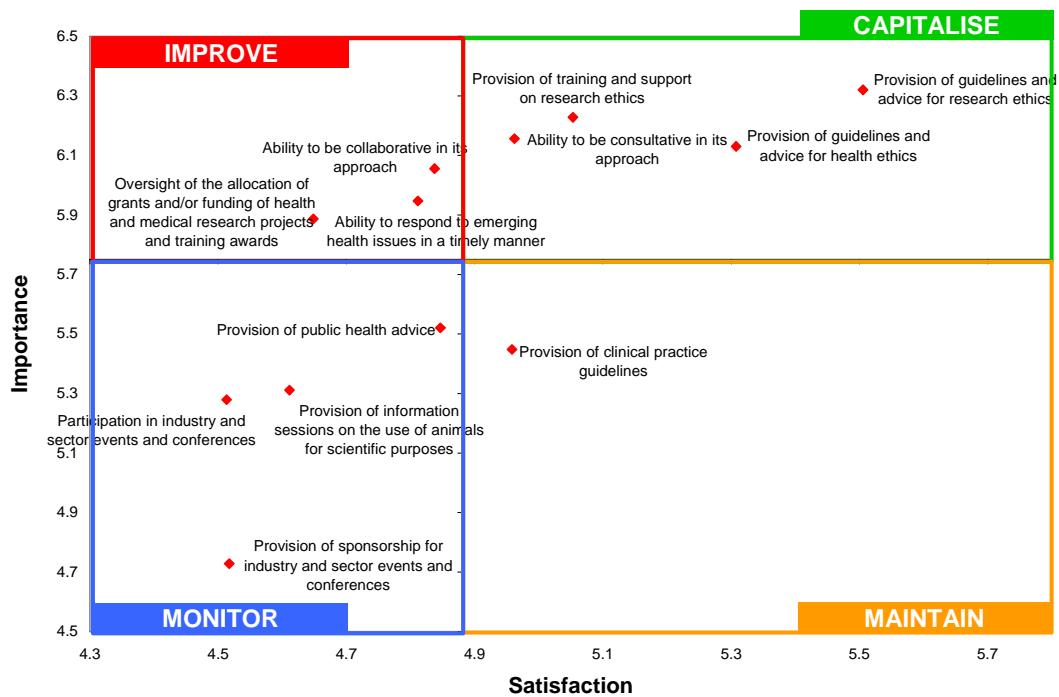 CAPITALISE
6.5
IMPROVE
Provision of training and support
on research ethics
Provision of guidelines and
advice for research ethics
6.3
Ability to be collaborative in its
approach
Ability to be consultative in its
approach
Provision of guidelines and
advice for health ethics
6.1
Oversight of the allocation of
grants and/or funding of health
and medical research projects
and training awards
Ability to respond to emerging
health issues in a timely manner
5.9
5.7
Provision of public health advice
5.5
Provision of clinical practice
guidelines
Importance
5.3
Participation in industry and
sector events and conferences
Provision of information
sessions on the use of animals
for scientific purposes
5.1
4.9
Provision of sponsorship for
industry and sector events and
conferences
4.7
MONITOR
MAINTAIN
4.5
4.3 4.5 4.7 4.9 5.1 5.3 5.5 5.7
Satisfaction